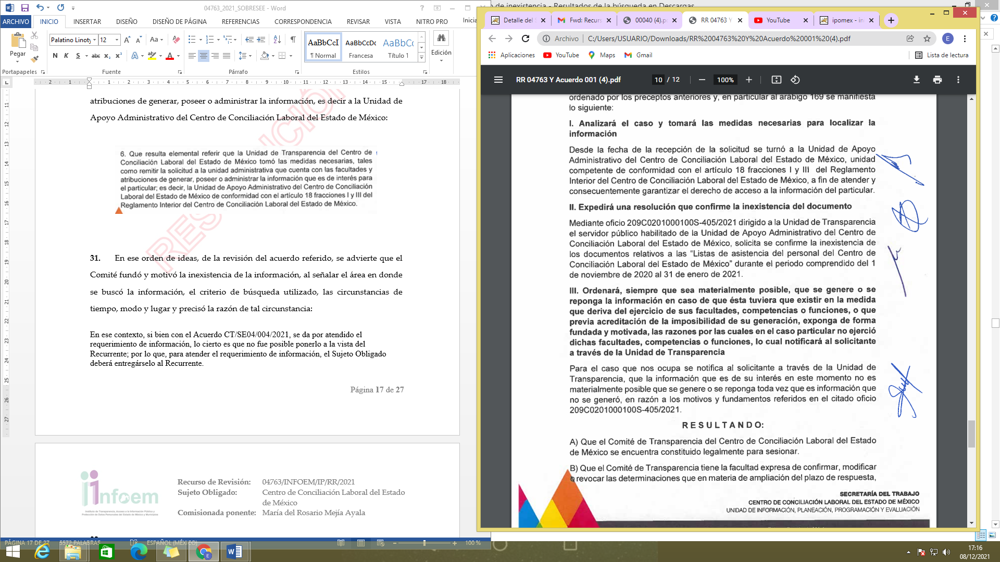 04763_2021_SOBRESEE - Word
ARCHIVO INICIO INSERTAR DISEÑO DISEÑO DE PÁGINA REFERENCIAS CORRESPONDENCIA REVISAR VISTA NITRO PRO Inicia
Pegar
Palatino Linoty 12
N K S abc x₂ x²
AaBbCcI AaBbCcDc AaBbCc
¶ Normal Francesa Título 1
Edición
Portapapeles Fuente Párrafo Estilos
atribuciones de generar, poseer o administrar la información, es decir a la Unidad de
Apoyo Administrativo del Centro de Conciliación Laboral del Estado de México:
6. Que resulta elemental referir que la Unidad de Transparencia del Centro de
Conciliación Laboral del Estado de México tomó las medidas necesarias, tales
como remitir la solicitud a la unidad administrativa que cuenta con las facultades y
atribuciones de generar, poseer o administrar la información que es de interés para
el particular; es decir, la Unidad de Apoyo Administrativo del Centro de Conciliación
Laboral del Estado de México de conformidad con el artículo 18 fracciones I y III del
Reglamento Interior del Centro de Conciliación Laboral del Estado de México.
31. En ese orden de ideas, de la revisión del acuerdo referido, se advierte que el
Comité fundó y motivó la inexistencia de la información, al señalar el área en donde
se buscó la información, el criterio de búsqueda utilizado, las circunstancias de
tiempo, modo y lugar y precisó la razón de tal circunstancia:
En ese contexto, si bien con el Acuerdo CT/SE04/004/2021, se da por atendido el
requerimiento de información, lo cierto es que no fue posible ponerlo a la vista del
Recurrente; por lo que, para atender el requerimiento de información, el Sujeto Obligado
deberá entregárselo al Recurrente.
Página 17 de 27
infoem
Instituto de Transparencia, Acceso a la Información Pública y
Protección de Datos Personales del Estado de México y Municipios
Recurso de Revisión: 04763/INFOEM/IP/RR/2021
Sujeto Obligado: Centro de Conciliación Laboral del Estado
de México
Comisionada ponente: María del Rosario Mejía Ayala
PÁGINA 17 DE 27 5572 PALABRAS ESPAÑOL (MÉXICO) 100 %
de inexistencia - Resultados de la búsqueda en Descargas
Detalle del Fwd: Recurs 00040 (4).p RR 04763 Y YouTube ipomex - in
Archivo C:/Users/USUARIO/Downloads/RR%2004763%20Y%20Acuerdo%20001%20(4).pdf E
Aplicaciones YouTube Maps Gmail Lista de lectura
RR 04763 Y Acuerdo 001 (4).pdf 10 / 12 100%
ordenado por los preceptos anteriores y, en particular al arábigo 169 se manifiesta
lo siguiente:
I. Analizará el caso y tomará las medidas necesarias para localizar la
información
Desde la fecha de la recepción de la solicitud se turnó a la Unidad de Apoyo
Administrativo del Centro de Conciliación Laboral del Estado de México, unidad
competente de conformidad con el artículo 18 fracciones I y III del Reglamento
Interior del Centro de Conciliación Laboral del Estado de México, a fin de atender y
consecuentemente garantizar el derecho de acceso a la información del particular.
II. Expedirá una resolución que confirme la inexistencia del documento
Mediante oficio 209C0201000100S-405/2021 dirigido a la Unidad de Transparencia
el servidor público habilitado de la Unidad de Apoyo Administrativo del Centro de
Conciliación Laboral del Estado de México, solicita se confirme la inexistencia de
los documentos relativos a las “Listas de asistencia del personal del Centro de
Conciliación Laboral del Estado de México” durante el periodo comprendido del 1
de noviembre de 2020 al 31 de enero de 2021.
III. Ordenará, siempre que sea materialmente posible, que se genere o se
reponga la información en caso de que ésta tuviera que existir en la medida
que deriva del ejercicio de sus facultades, competencias o funciones, o que
previa acreditación de la imposibilidad de su generación, exponga de forma
fundada y motivada, las razones por las cuales en el caso particular no ejerció
dichas facultades, competencias o funciones, lo cual notificará al solicitante
a través de la Unidad de Transparencia
Para el caso que nos ocupa se notifica al solicitante a través de la Unidad de
Transparencia, que la información que es de su interés en este momento no es
materialmente posible que se genere o se reponga toda vez que es información que
no se generó, en razón a los motivos y fundamentos referidos en el citado oficio
209C0201000100S-405/2021.
R E S U L T A N D O:
A) Que el Comité de Transparencia del Centro de Conciliación Laboral del Estado
de México se encuentra constituido legalmente para sesionar.
B) Que el Comité de Transparencia tiene la facultad expresa de confirmar, modificar
o revocar las determinaciones que en materia de ampliación del plazo de respuesta,
SECRETARÍA DEL TRABAJO
CENTRO DE CONCILIACIÓN LABORAL DEL ESTADO DE MÉXICO
UNIDAD DE INFORMACIÓN, PLANEACIÓN, PROGRAMACIÓN Y EVALUACIÓN
17:16
08/12/2021